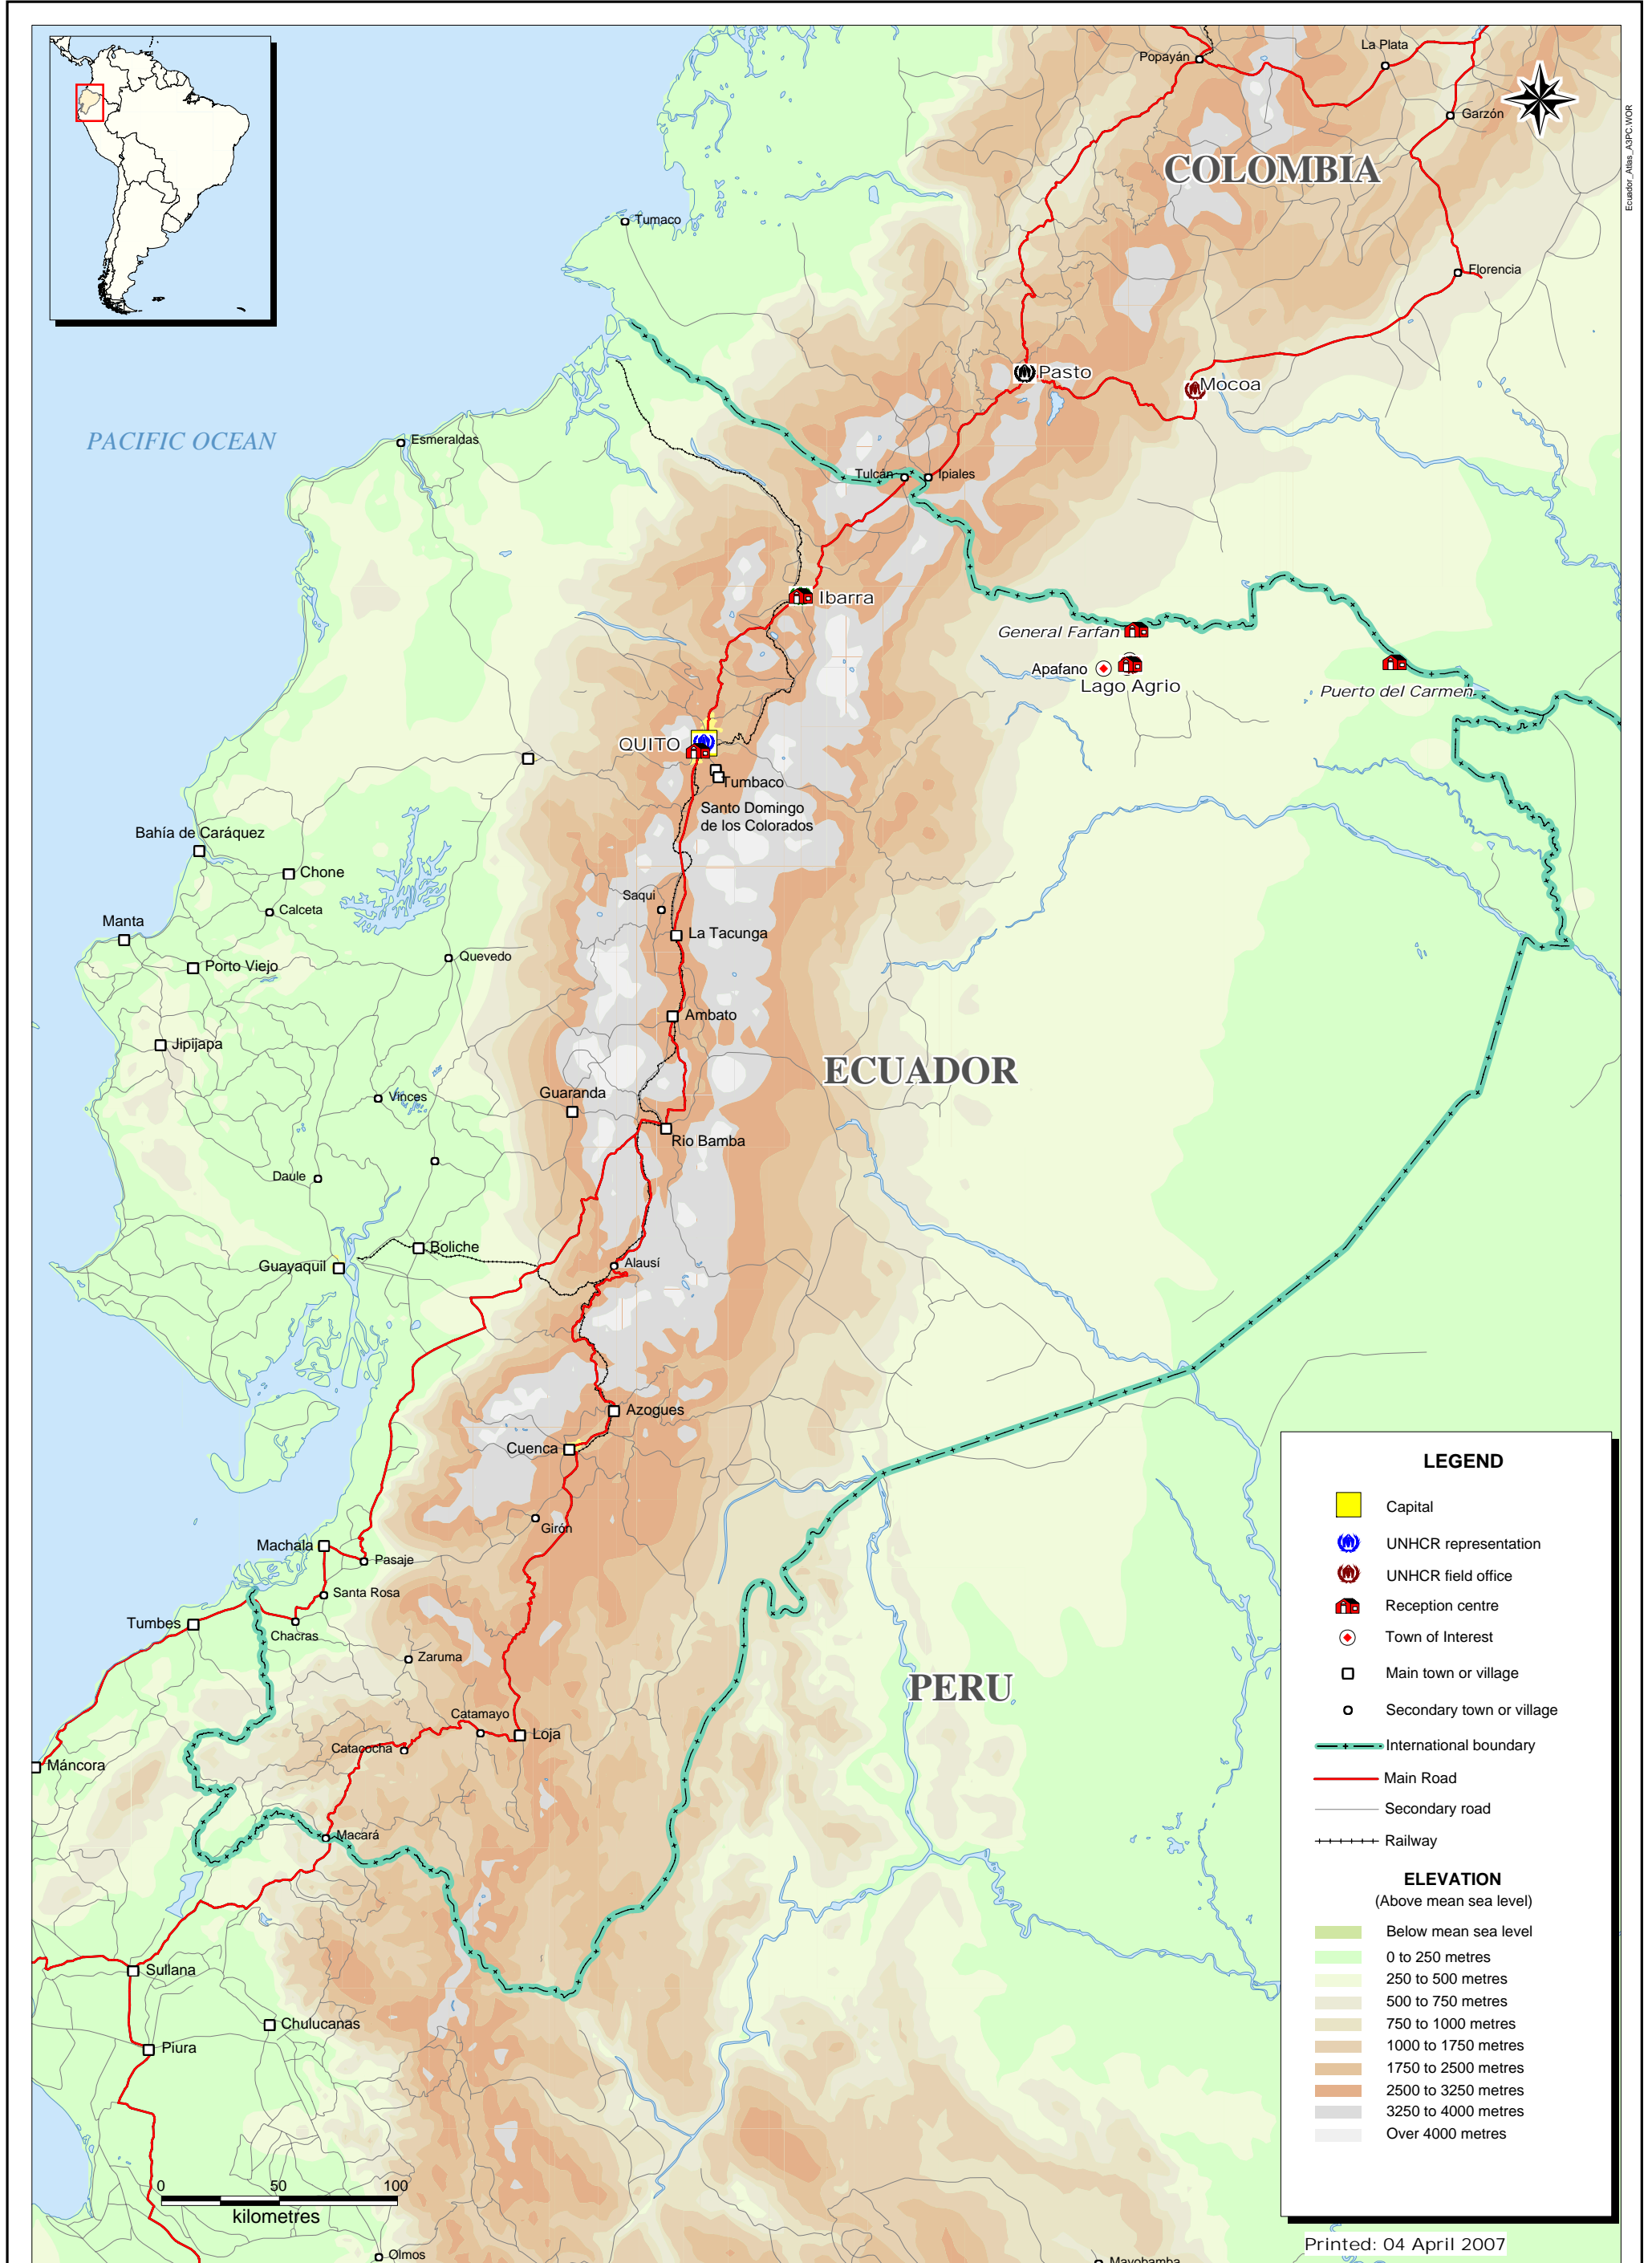 Popayán
La Plata
Garzón
COLOMBIA
Ecuador_Atlas_A3PC.WOR
Tumaco
Florencia
Pasto
Mocoa
PACIFIC OCEAN
Esmeraldas
Tulcán
Ipiales
Ibarra
General Farfan
Apafano
Lago Agrio
Puerto del Carmen
QUITO
Tumbaco
Santo Domingo
de los Colorados
Bahía de Caráquez
Chone
Saqui
Calceta
Manta
La Tacunga
Quevedo
Porto Viejo
Ambato
Jipijapa
ECUADOR
Guaranda
Vinces
Rio Bamba
Daule
Boliche
Guayaquil
Alausí
Azogues
Cuenca
Girón
Machala
Pasaje
Santa Rosa
Tumbes
Chacras
Zaruma
PERU
Catamayo
Loja
Catacocha
Máncora
Macará
Sullana
Chulucanas
Piura
0 50 100
kilometres
Olmos
Moyobamba
LEGEND
Capital
UNHCR representation
UNHCR field office
Reception centre
Town of Interest
Main town or village
Secondary town or village
International boundary
Main Road
Secondary road
Railway
ELEVATION
(Above mean sea level)
Below mean sea level
0 to 250 metres
250 to 500 metres
500 to 750 metres
750 to 1000 metres
1000 to 1750 metres
1750 to 2500 metres
2500 to 3250 metres
3250 to 4000 metres
Over 4000 metres
Printed: 04 April 2007